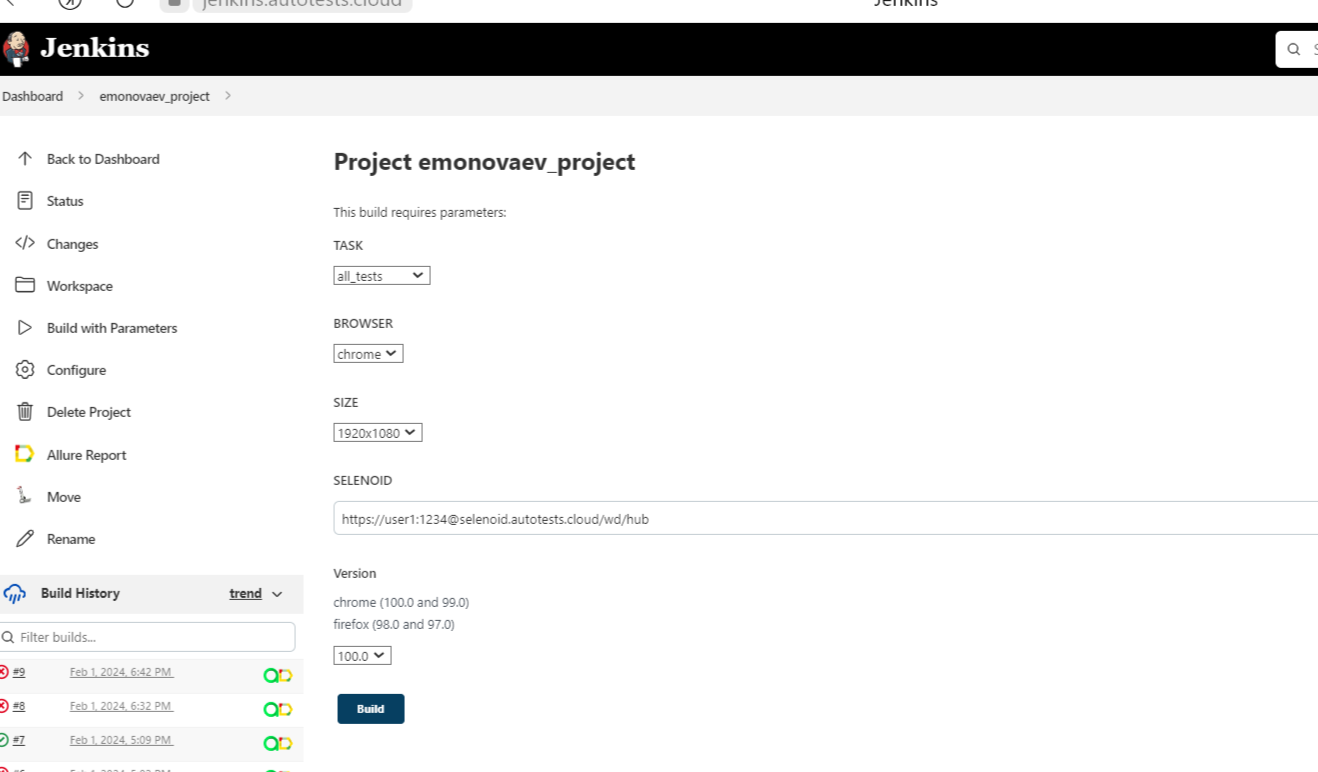 jenkins.autotests.cloud
Jenkins
Jenkins
Dashboard
emonovaev_project
Back to Dashboard
Status
Changes
Workspace
Build with Parameters
Configure
Delete Project
Allure Report
Move
Rename
Build History
trend
Filter builds...
#9
Feb 1, 2024, 6:42 PM
#8
Feb 1, 2024, 6:32 PM
#7
Feb 1, 2024, 5:09 PM
Project emonovaev_project
This build requires parameters:
TASK
all_tests
BROWSER
chrome
SIZE
1920x1080
SELENOID
https://user1:1234@selenoid.autotests.cloud/wd/hub
Version
chrome (100.0 and 99.0)
firefox (98.0 and 97.0)
100.0
Build